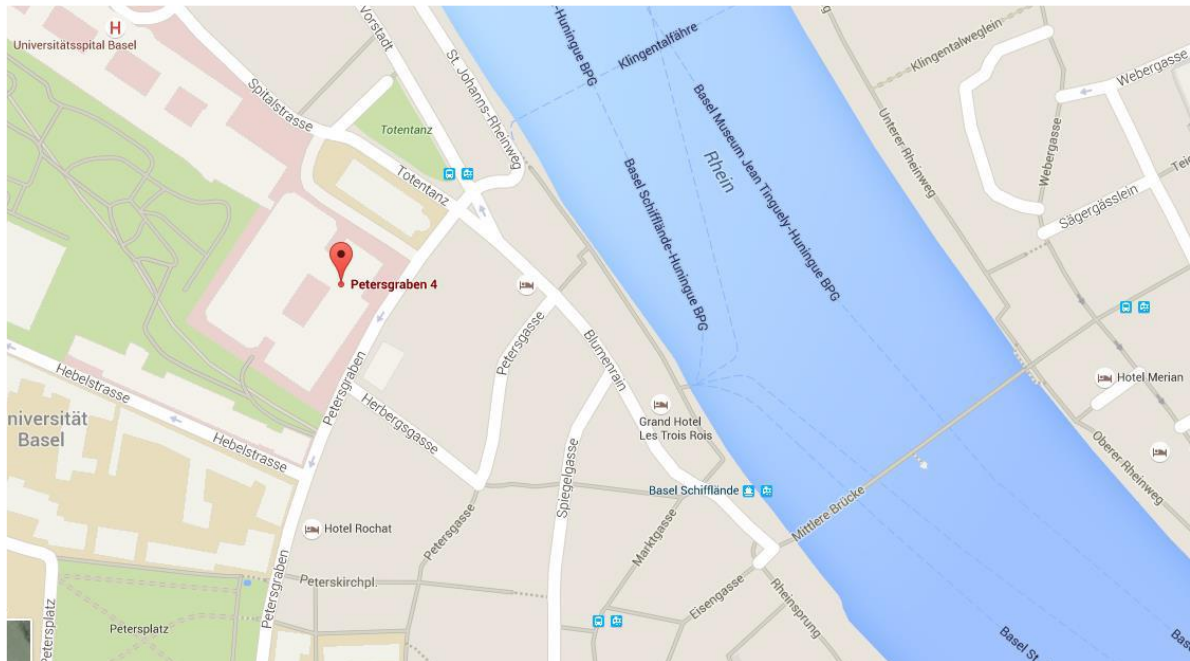 H
Universitätsspital Basel
Vorstadt
St. Johanns-Rheinweg
Spitalstrasse
Totentanz
Totentanz
Klingentalfähre
Huningue BPG
Basel Museum Jean Tinguely-Huningue BPG
Rhein
Basel Schifflände-Huningue BPG
Klingentalweglein
Webergasse
Unterer Rheinweg
Webergasse
Sägergässlein
Petersgraben 4
Petersgasse
Blumenrain
Hebelstrasse
Petersgraben
Herbergsgasse
niversität
Basel
Hebelstrasse
Grand Hotel
Les Trois Rois
Hotel Merian
Oberer Rheinweg
Spiegelgasse
Basel Schifflände
Mittlere Brücke
Hotel Rochat
Petersgasse
Marktgasse
Petersgraben
Peterskirchpl.
Eisengasse
Rheinsprung
Petersplatz
Petersplatz
Basel St